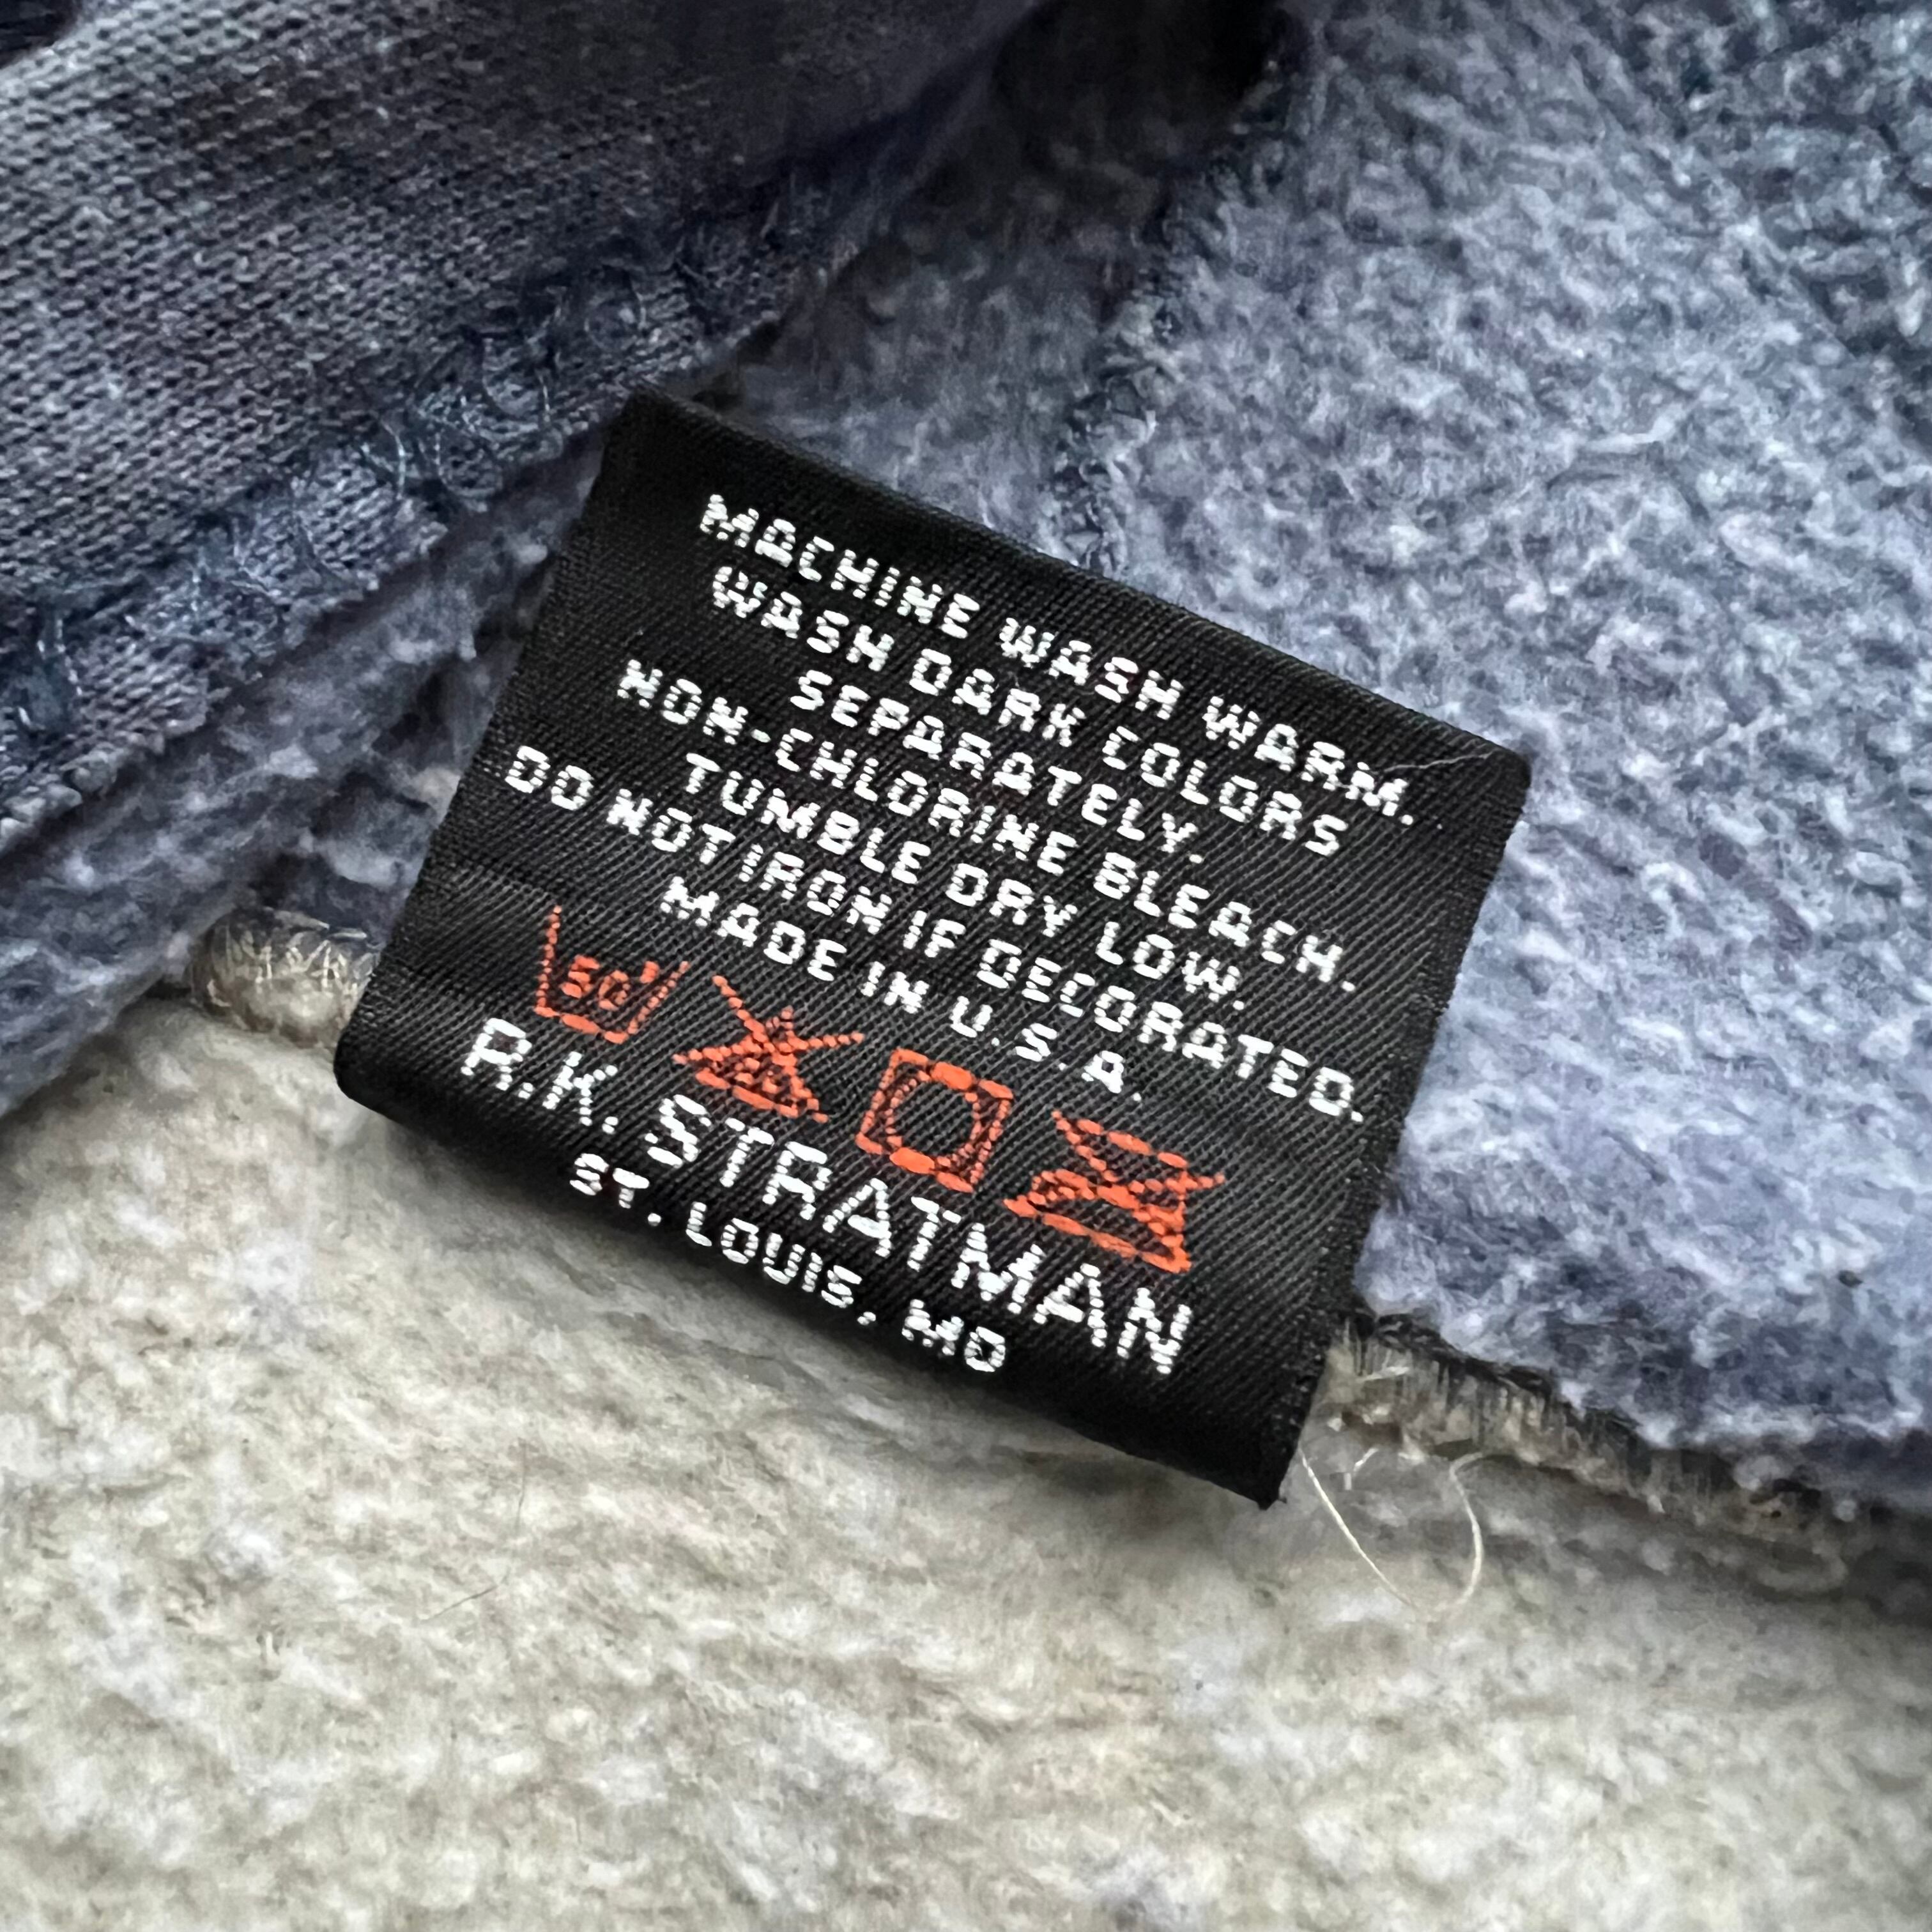 MACHINE WASH WARM.
WASH DARK COLORS
SEPARATELY.
NON-CHLORINE BLEACH.
TUMBLE DRY LOW.
DO NOT IRON IF DECORATED.
MADE IN U.S.A.
50°
R.K. STRATMAN
ST. LOUIS, MO